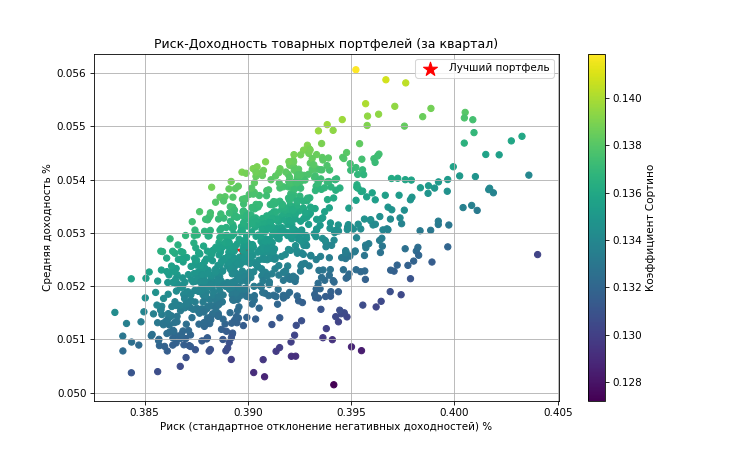 Риск-Доходность товарных портфелей (за квартал)
Лучший портфель
Средняя доходность %
0.056
0.055
0.054
0.053
0.052
0.051
0.050
0.385 0.390 0.395 0.400 0.405
Риск (стандартное отклонение негативных доходностей) %
0.140
0.138
0.136
0.134
0.132
0.130
0.128
Коэффициент Сортино